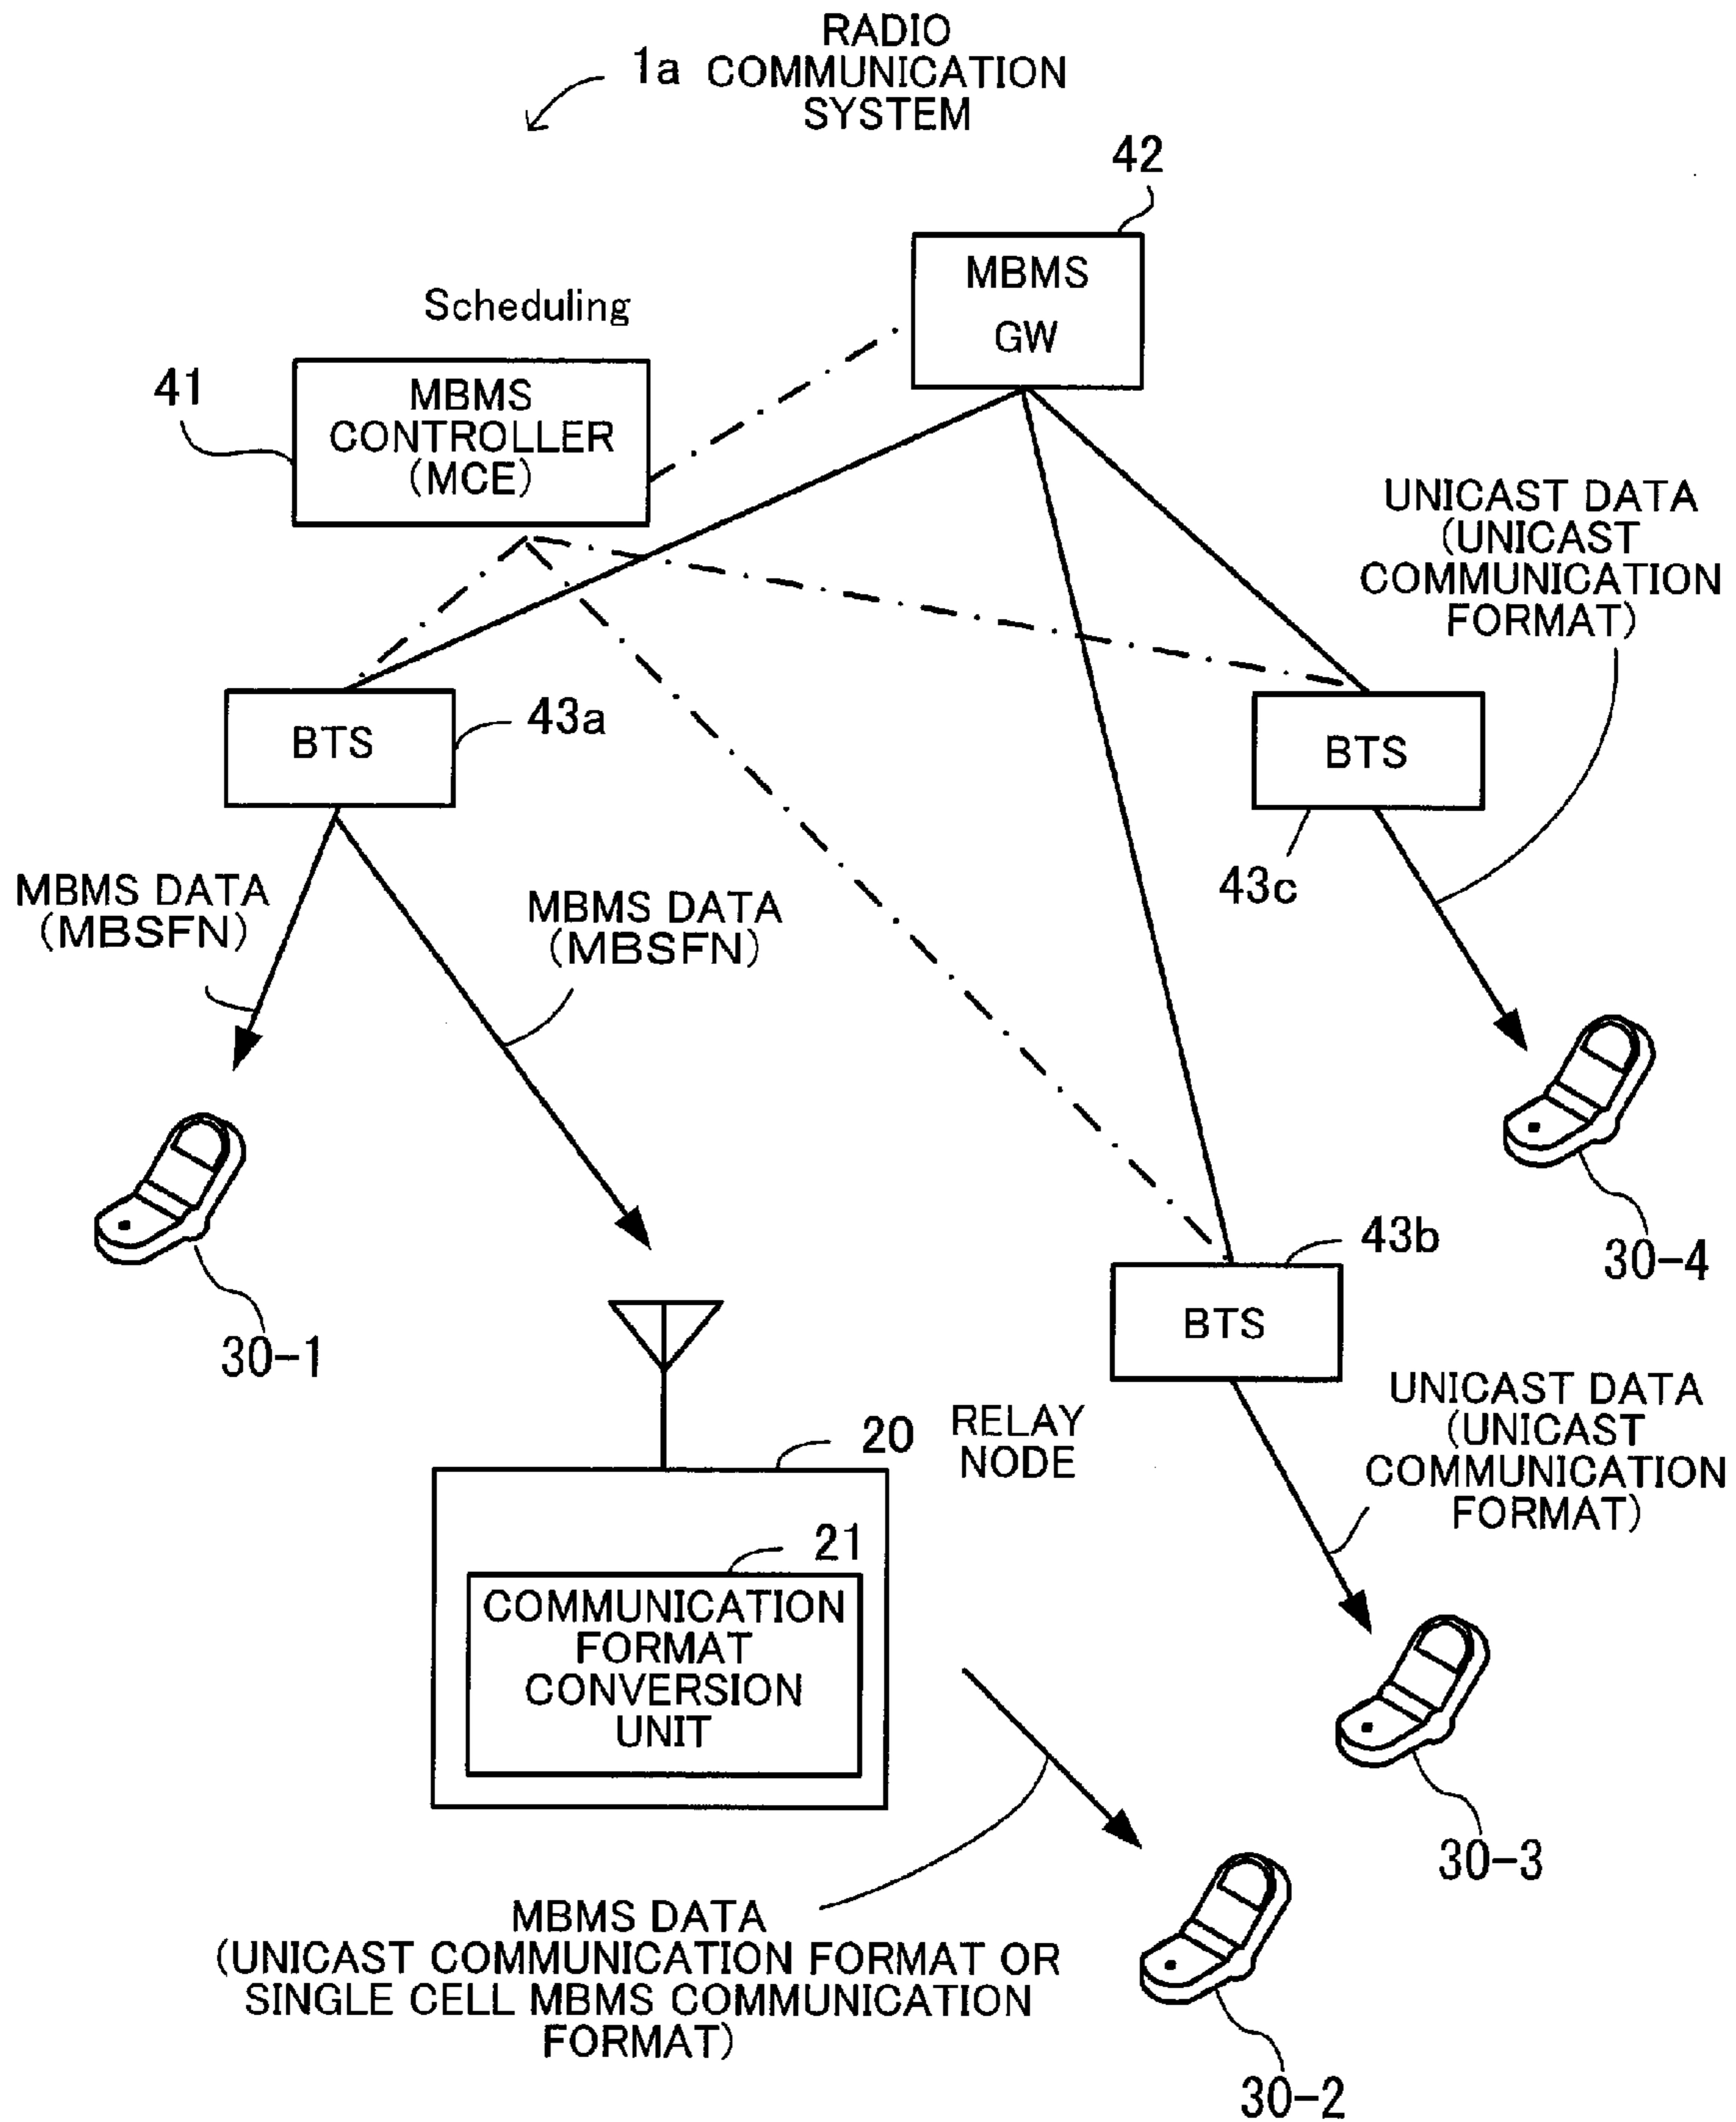 RADIO
1a COMMUNICATION
SYSTEM
42
MBMS
GW
Scheduling
41
MBMS
CONTROLLER
(MCE)
UNICAST DATA
(UNICAST
COMMUNICATION
FORMAT)
BTS
43a
BTS
43c
MBMS DATA
(MBSFN)
MBMS DATA
(MBSFN)
30-4
43b
BTS
30-1
UNICAST DATA
(UNICAST
COMMUNICATION
FORMAT)
20
RELAY
NODE
21
COMMUNICATION
FORMAT
CONVERSION
UNIT
30-3
MBMS DATA
(UNICAST COMMUNICATION FORMAT OR
SINGLE CELL MBMS COMMUNICATION
FORMAT)
30-2